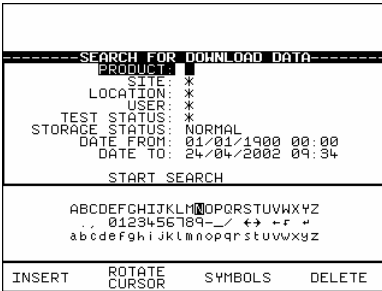 --------SEARCH FOR DOWNLOAD DATA-------
PRODUCT:
SITE: *
LOCATION: *
USER: *
TEST STATUS: *
STORAGE STATUS: NORMAL
DATE FROM: 01/01/1900 00:00
DATE TO: 24/04/2002 09:34
START SEARCH
ABCDEFGHIJKLMNOPQRSTUVWXYZ
., 0123456789-_/ ←→ ←r ↵
abcdefghijklmnopqrstuvwxyz
INSERT ROTATE CURSOR SYMBOLS DELETE